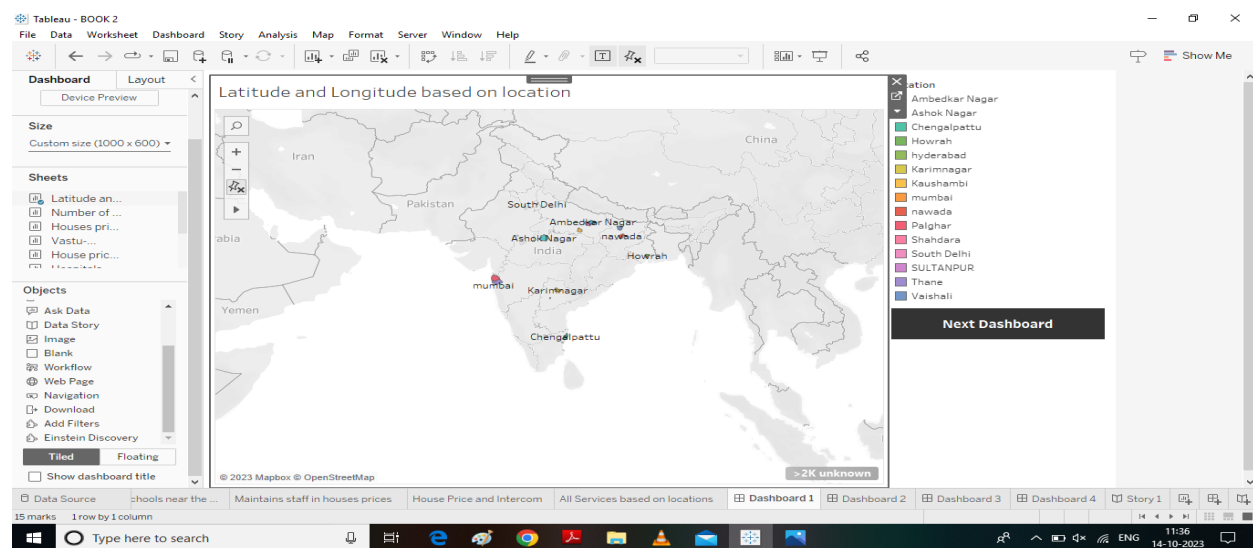 Tableau - BOOK 2
File Data Worksheet Dashboard Story Analysis Map Format Server Window Help
Show Me
Dashboard Layout
Device Preview
Size
Custom size (1000 x 600)
Sheets
Latitude an...
Number of ...
Houses pri...
Vastu-...
House pric...
Objects
Ask Data
Data Story
Image
Blank
Workflow
Web Page
Navigation
Download
Add Filters
Einstein Discovery
Tiled Floating
Show dashboard title
Latitude and Longitude based on location
Iran
China
Pakistan
South Delhi
Ambedkar Nagar
abia
Ashok Nagar
nawada
India
Howrah
mumbai
Karimnagar
Yemen
Chengalpattu
© 2023 Mapbox © OpenStreetMap
>2K unknown
ation
Ambedkar Nagar
Ashok Nagar
Chengalpattu
Howrah
hyderabad
Karimnagar
Kaushambi
mumbai
nawada
Palghar
Shahdara
South Delhi
SULTANPUR
Thane
Vaishali
Next Dashboard
Data Source chools near the ... Maintains staff in houses prices House Price and Intercom All Services based on locations Dashboard 1 Dashboard 2 Dashboard 3 Dashboard 4 Story 1
15 marks 1 row by 1 column
Type here to search
ENG
11:36
14-10-2023